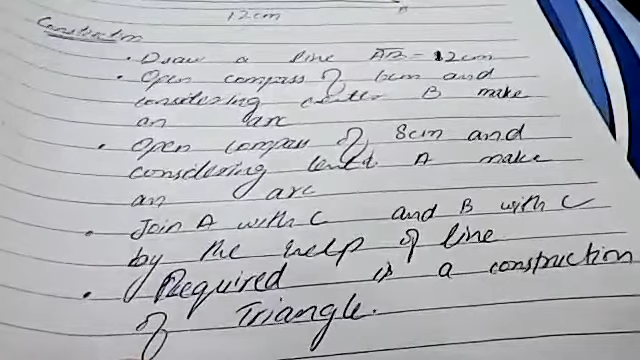 12cm
Construction
• Draw a line AB = 12cm
• Open compass of 6cm and
considering center B make
an arc
• Open compass of 8cm and
considering center A make
an arc
• Join A with C and B with C
by the help of line
• Required is a construction
of Triangle.